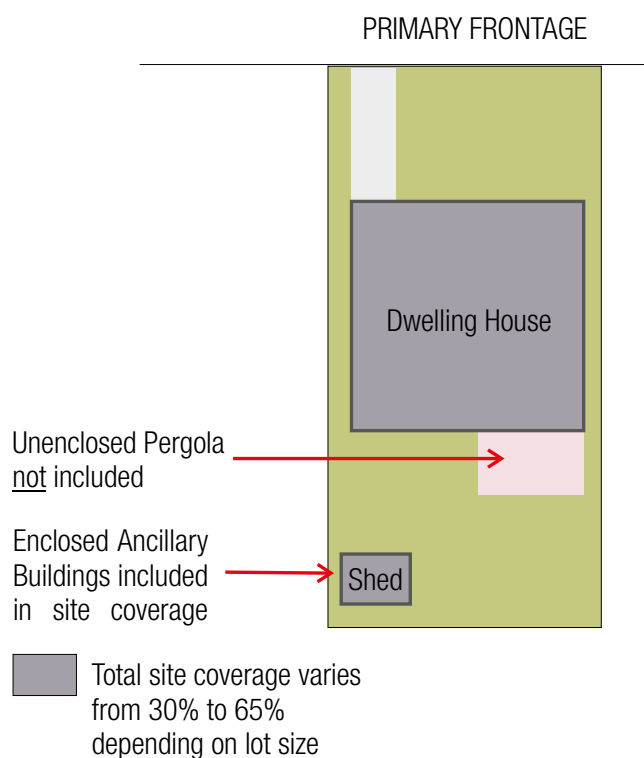 PRIMARY FRONTAGE
Dwelling House
Unenclosed Pergola
not included
Enclosed Ancillary
Buildings included
in site coverage
Shed
Total site coverage varies
from 30% to 65%
depending on lot size